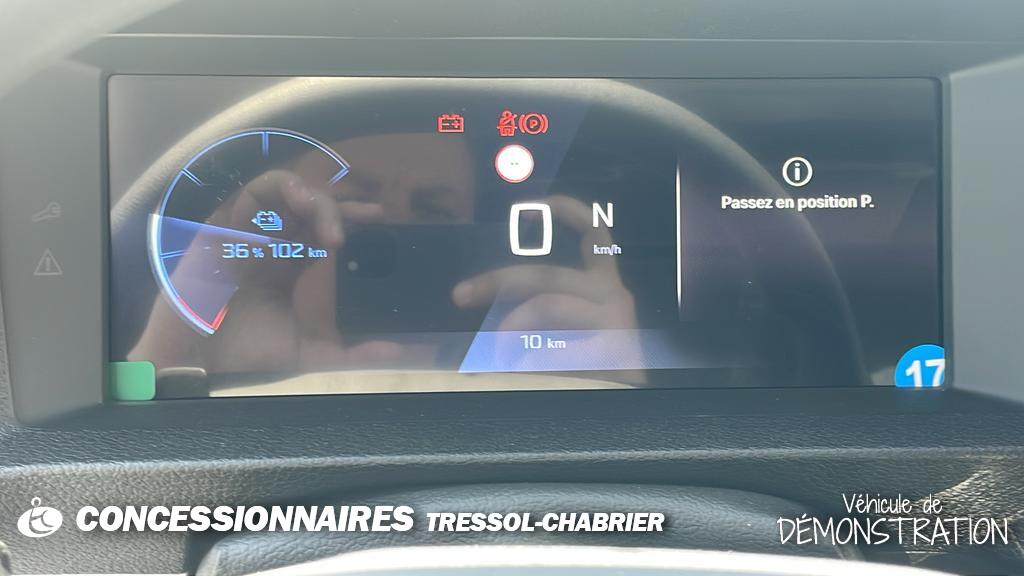 36 % 102 km
0 N
km/h
10 km
Passez en position P.
17
CONCESSIONNAIRES TRESSOL-CHABRIER
Véhicule de
DÉMONSTRATION